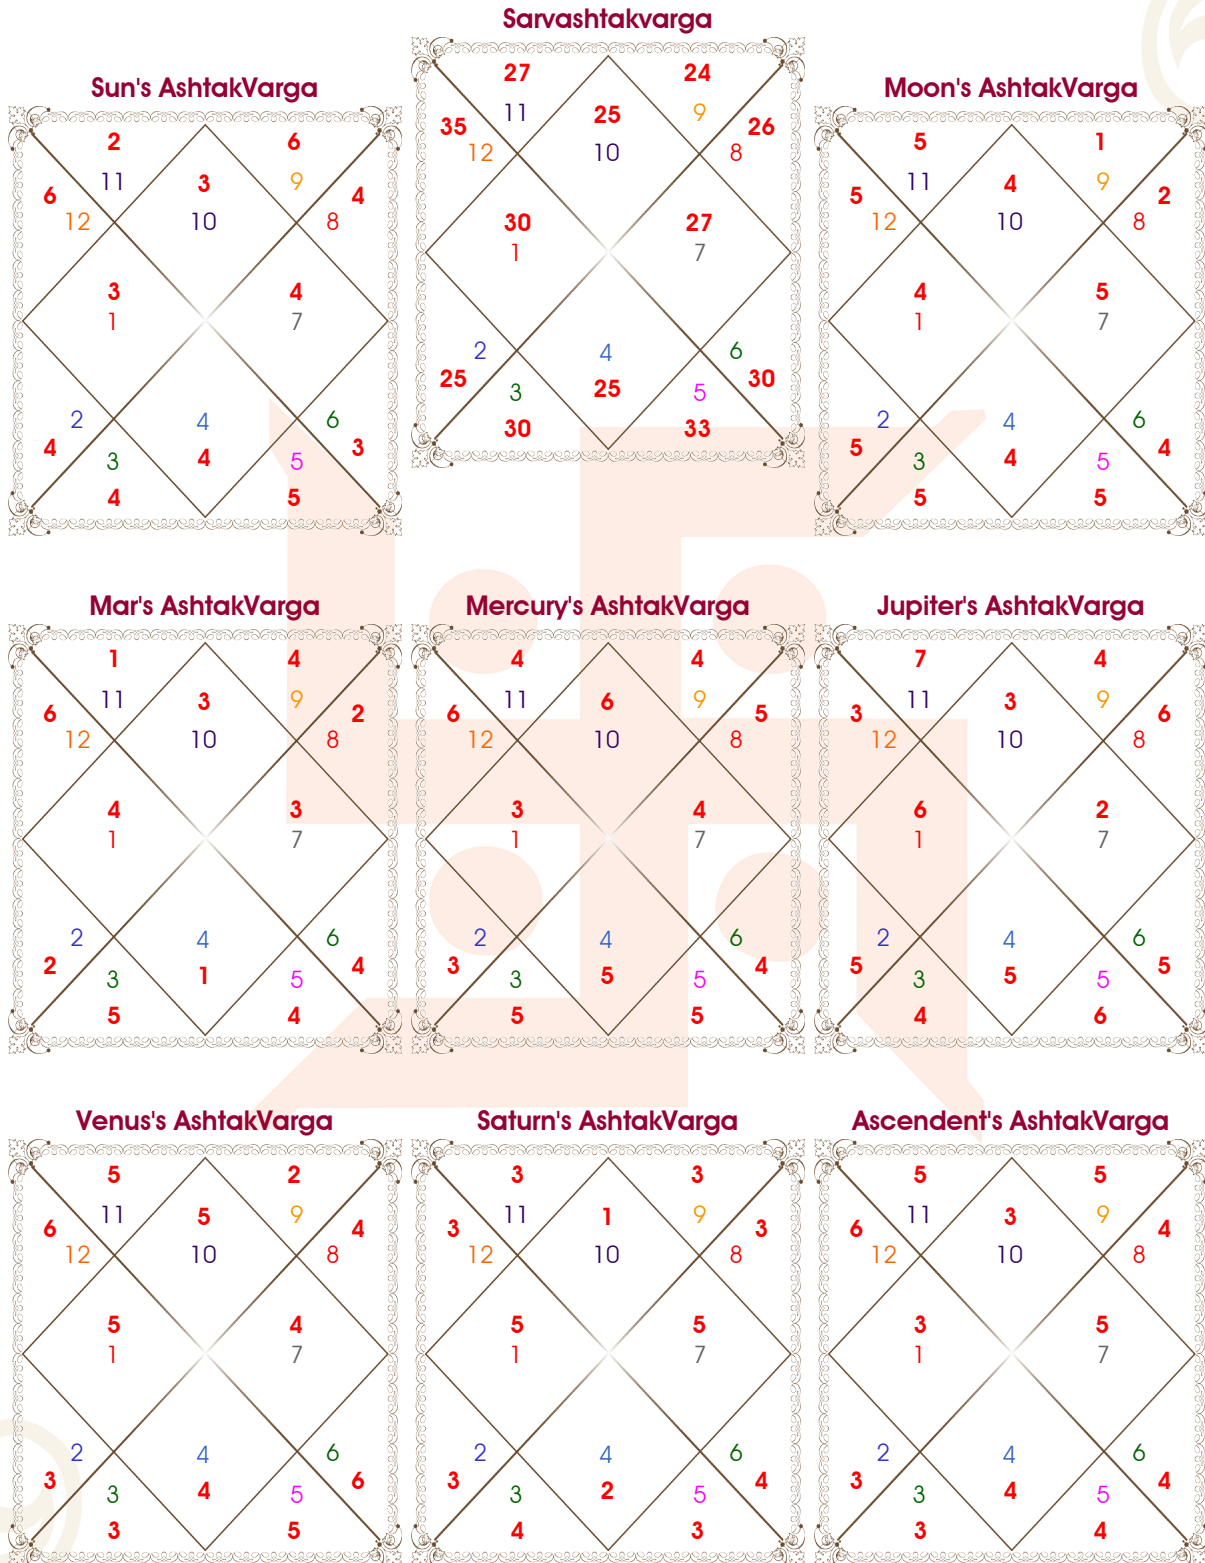 Sarvashtakvarga
27 24
11 25 9
35 26
12 10 8
30 27
1 7
2 4 6
25 25 30
3 5
30 33
Sun's AshtakVarga
2 6
11 3 9
6 4
12 10 8
3 4
1 7
2 4 6
4 4 3
3 5
4 5
Moon's AshtakVarga
5 1
11 4 9
5 2
12 10 8
4 5
1 7
2 4 6
5 4 4
3 5
5 5
Mar's AshtakVarga
1 4
11 3 9
6 2
12 10 8
4 3
1 7
2 4 6
2 1 4
3 5
5 4
Mercury's AshtakVarga
4 4
11 6 9
6 5
12 10 8
3 4
1 7
2 4 6
3 5 4
3 5
5 5
Jupiter's AshtakVarga
7 4
11 3 9
3 6
12 10 8
6 2
1 7
2 4 6
5 5 5
3 5
4 6
Venus's AshtakVarga
5 2
11 5 9
6 4
12 10 8
5 4
1 7
2 4 6
3 4 6
3 5
3 5
Saturn's AshtakVarga
3 3
11 1 9
3 3
12 10 8
5 5
1 7
2 4 6
3 2 4
3 5
4 3
Ascendent's AshtakVarga
5 5
11 3 9
6 4
12 10 8
3 5
1 7
2 4 6
3 4 4
3 5
3 4